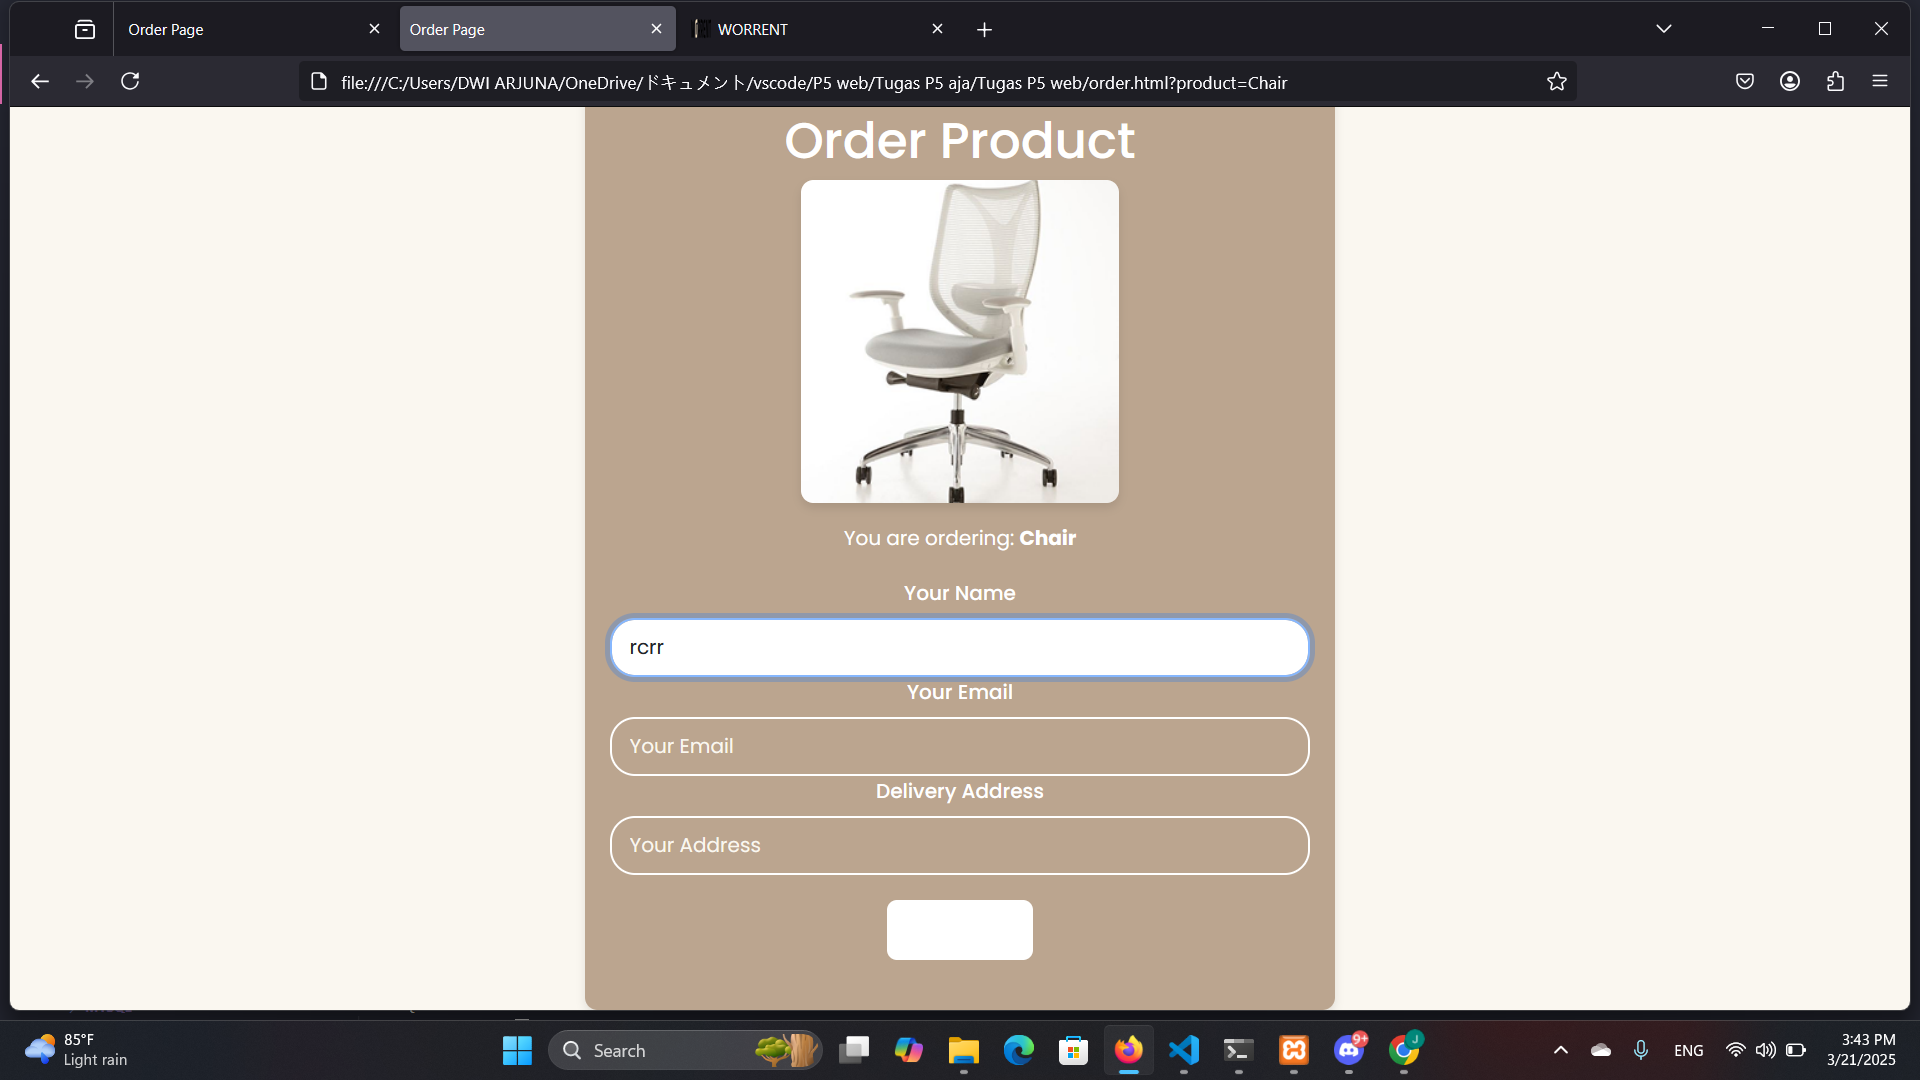 Order Page
Order Page
WORRENT
file:///C:/Users/DWI ARJUNA/OneDrive/ドキュメント/vscode/P5 web/Tugas P5 aja/Tugas P5 web/order.html?product=Chair
Order Product
You are ordering: Chair
Your Name
rcrr
Your Email
Your Email
Delivery Address
Your Address
85°F
Light rain
Search
9+
J
ENG
3:43 PM
3/21/2025